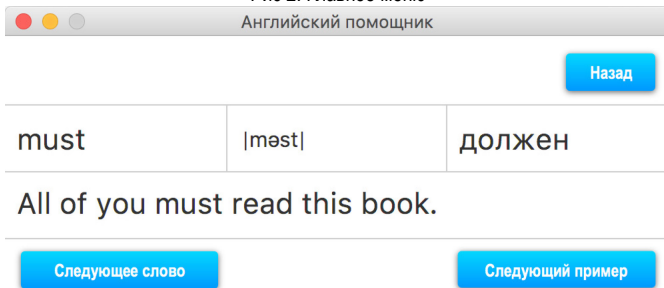 Английский помощник
Назад
must |məst| должен
All of you must read this book.
Следующее слово Следующий пример